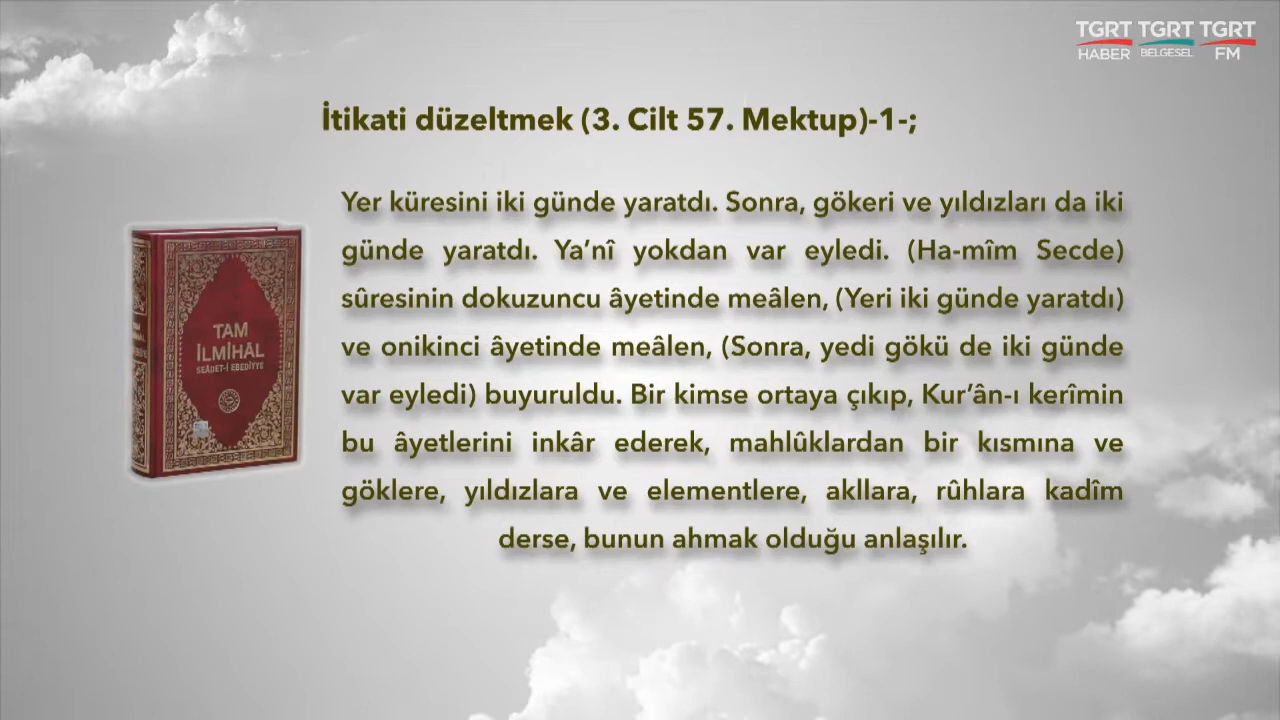 TGRT TGRT TGRT
HABER BELGESEL FM
İtikati düzeltmek (3. Cilt 57. Mektup)-1-;
Yer küresini iki günde yaratdı. Sonra, gökeri ve yıldızları da iki
günde yaratdı. Ya’nî yokdan var eyledi. (Ha-mîm Secde)
sûresinin dokuzuncu âyetinde meâlen, (Yeri iki günde yaratdı)
ve onikinci âyetinde meâlen, (Sonra, yedi gökü de iki günde
var eyledi) buyuruldu. Bir kimse ortaya çıkıp, Kur’ân-ı kerîmin
bu âyetlerini inkâr ederek, mahlûklardan bir kısmına ve
göklere, yıldızlara ve elementlere, akllara, rûhlara kadîm
derse, bunun ahmak olduğu anlaşılır.
TAM
İLMİHÂL
SEÂDET-İ EBEDİYYE